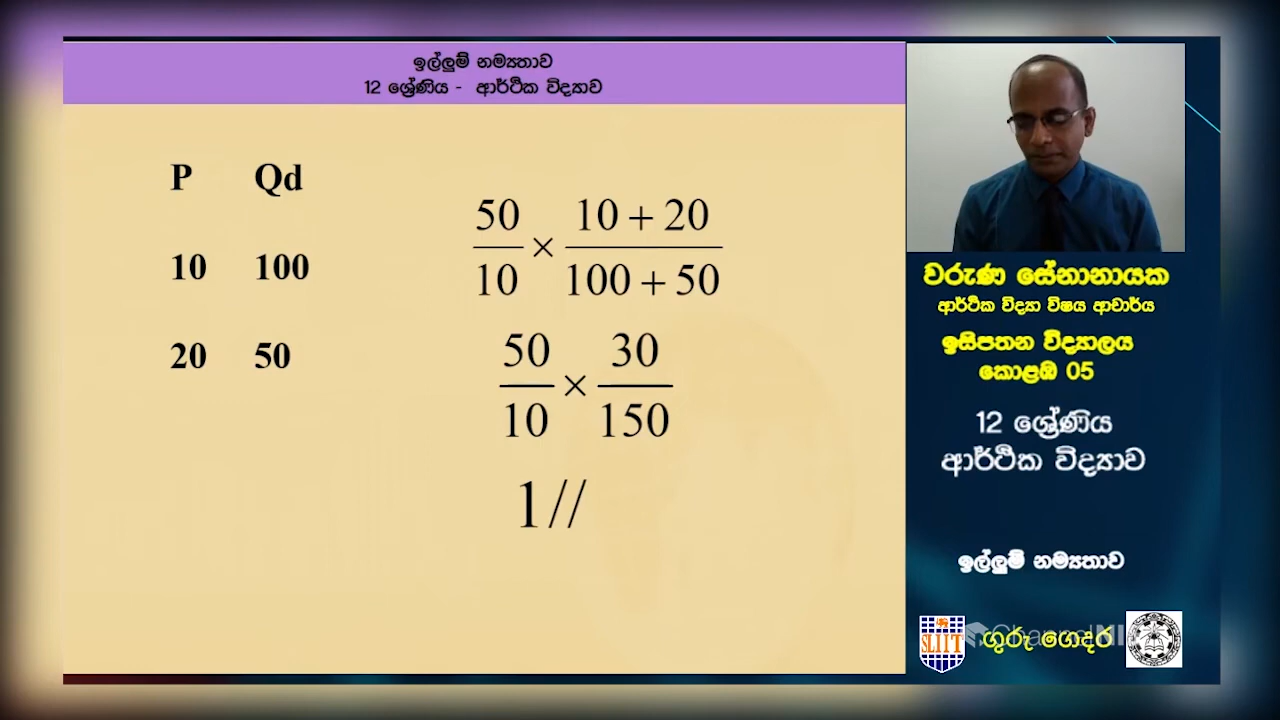 ඉල්ලුම් නම්‍යතාව
12 ශ්‍රේණිය - ආර්ථික විද්‍යාව
P Qd
10 100
20 50
50/10 × (10 + 20)/(100 + 50)
50/10 × 30/150
1//
වරුණ සේනානායක
ආර්ථික විද්‍යා විෂය ආචාර්ය
ඉසිපතන විද්‍යාලය
කොළඹ 05
12 ශ්‍රේණිය
ආර්ථික විද්‍යාව
ඉල්ලුම් නම්‍යතාව
SLIIT
ගුරු ගෙදර